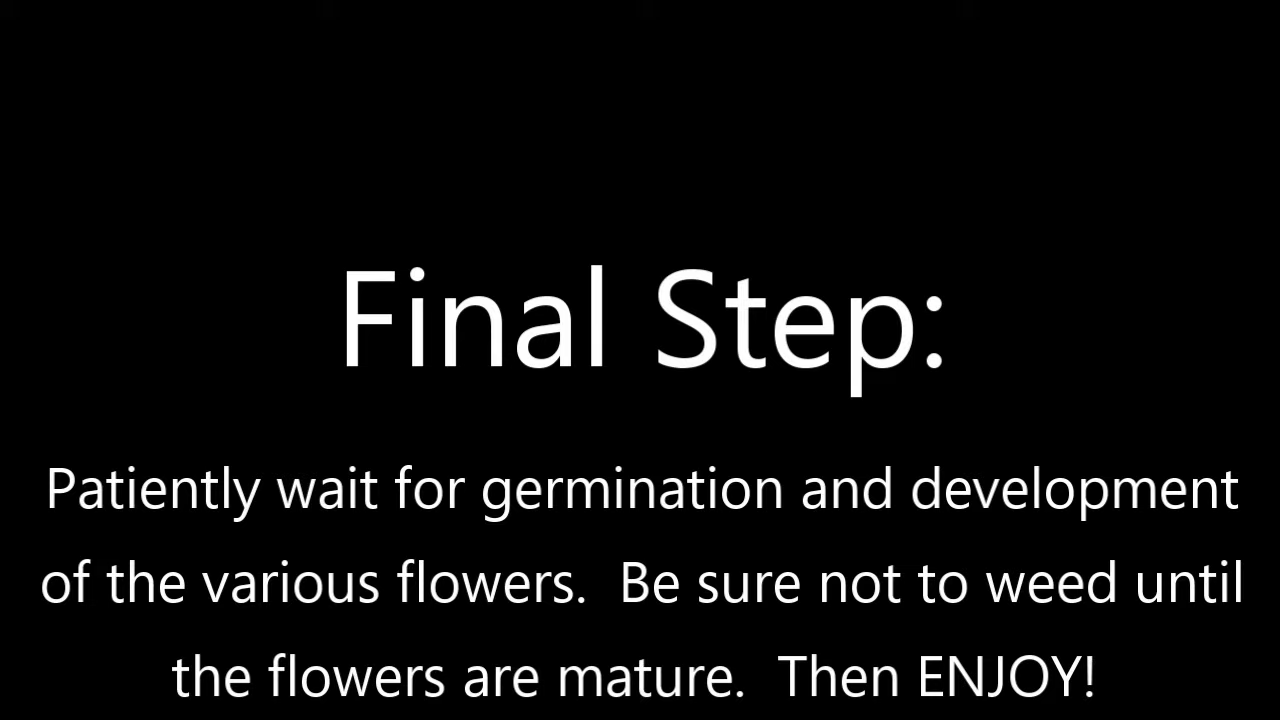 Final Step:
Patiently wait for germination and development
of the various flowers.  Be sure not to weed until
the flowers are mature.  Then ENJOY!